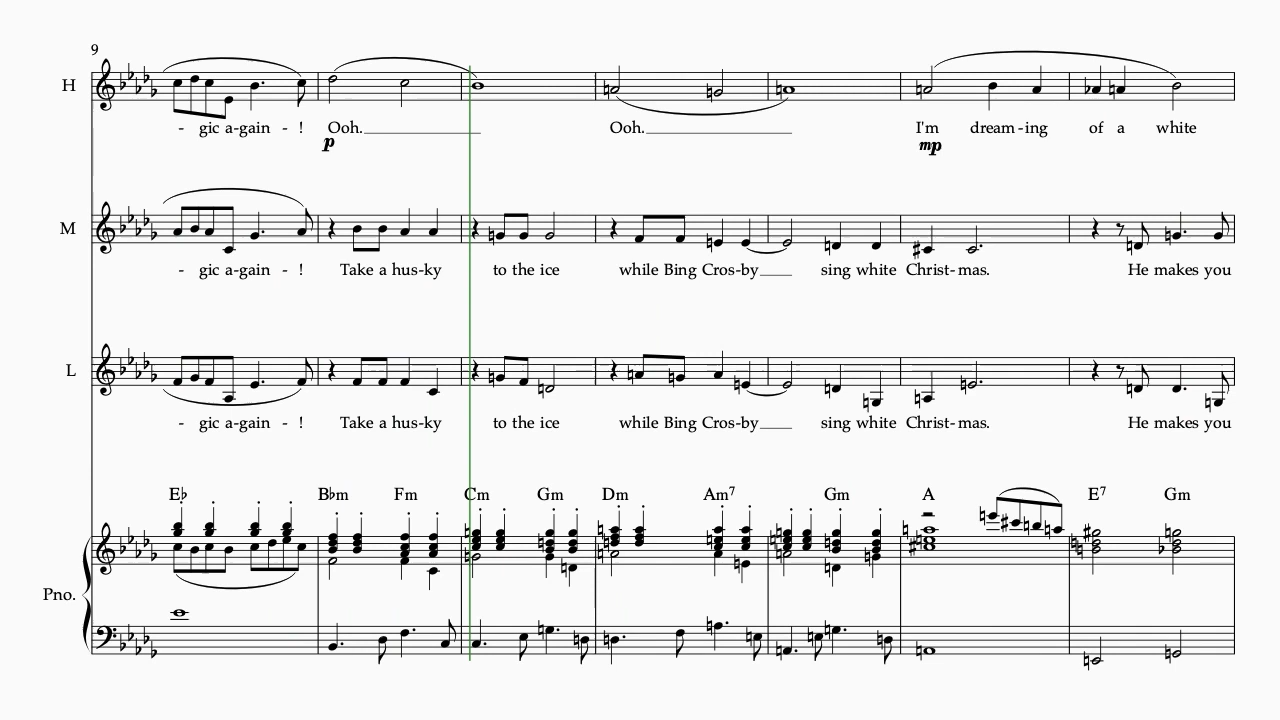 9
H
- gic a-gain - ! Ooh. Ooh. I'm dream-ing of a white
p mp
M
- gic a-gain - ! Take a hus-ky to the ice while Bing Cros-by sing white Christ-mas. He makes you
L
- gic a-gain - ! Take a hus-ky to the ice while Bing Cros-by sing white Christ-mas. He makes you
E♭ B♭m Fm Cm Gm Dm Am7 Gm A E7 Gm
Pno.